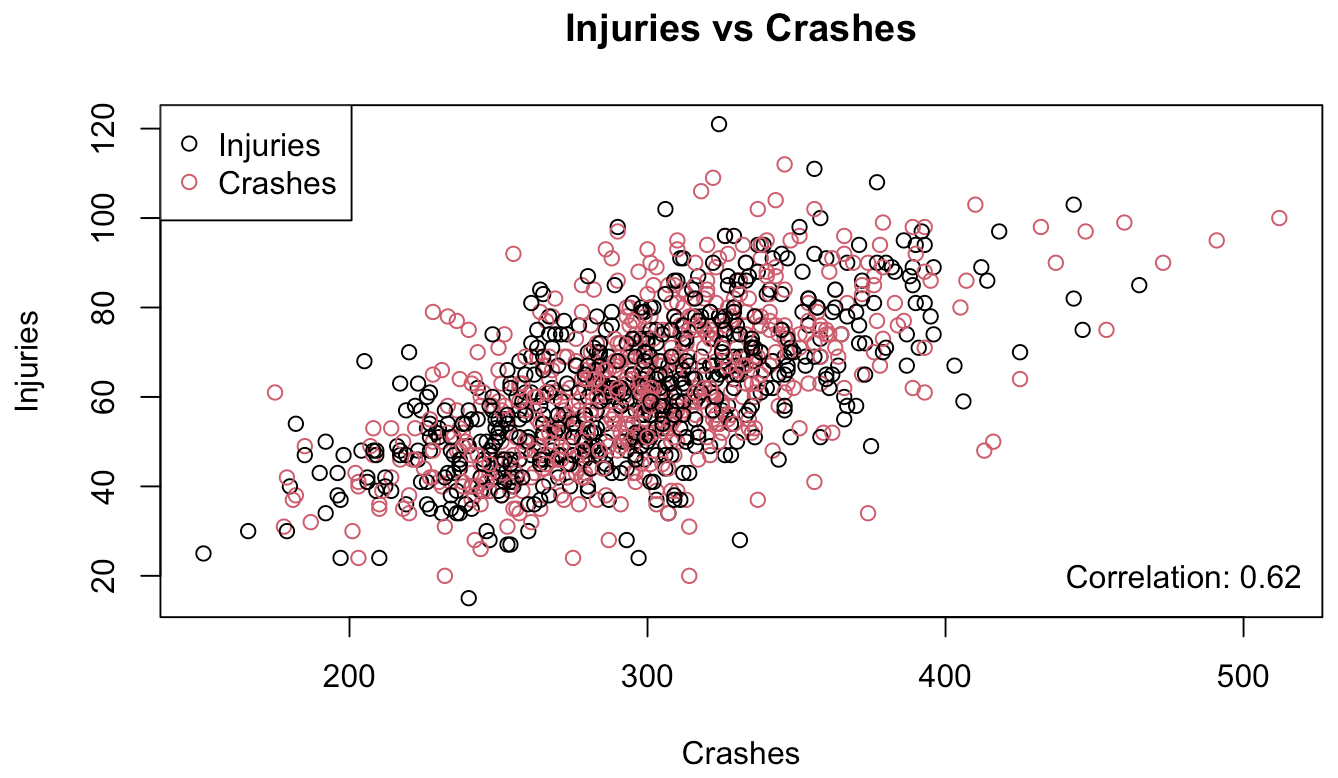 Injuries vs Crashes
Injuries
Crashes
120
100
80
60
40
20
Injuries
Correlation: 0.62
200 300 400 500
Crashes